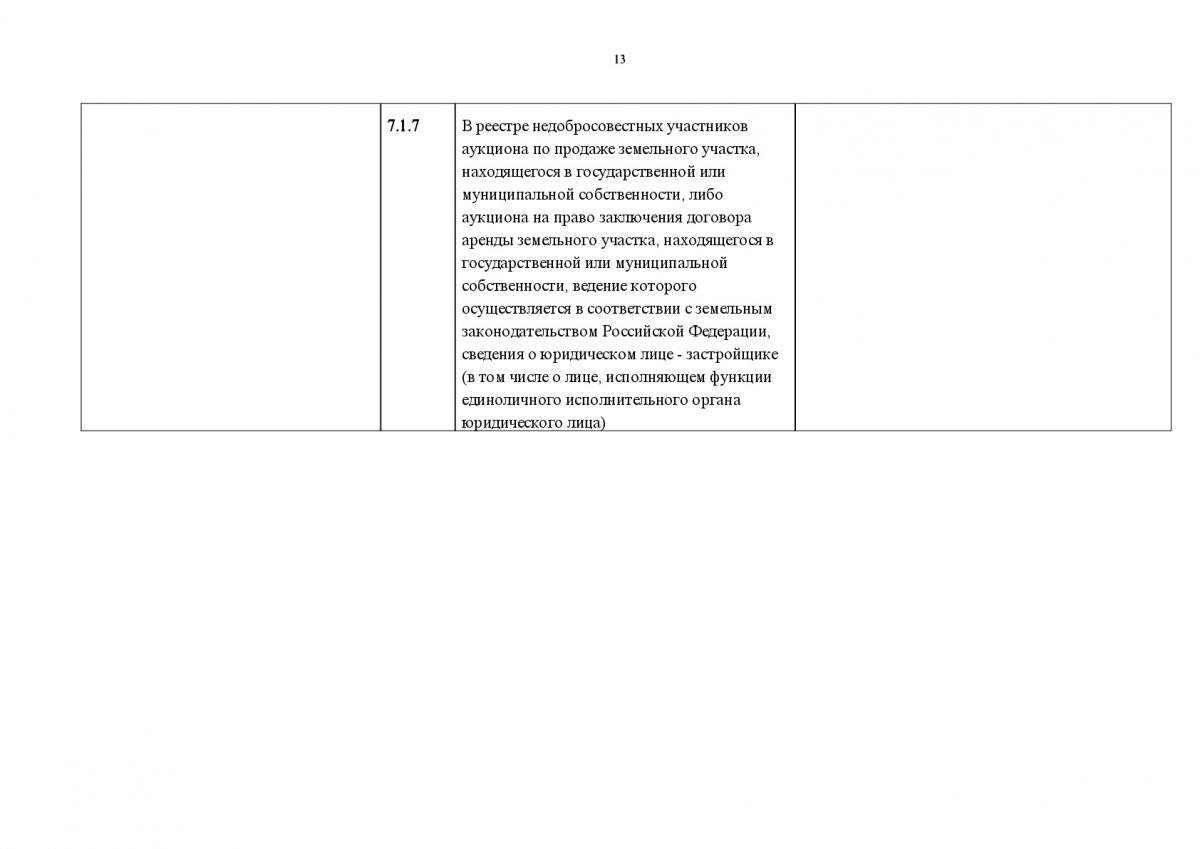 13
7.1.7
В реестре недобросовестных участников
аукциона по продаже земельного участка,
находящегося в государственной или
муниципальной собственности, либо
аукциона на право заключения договора
аренды земельного участка, находящегося в
государственной или муниципальной
собственности, ведение которого
осуществляется в соответствии с земельным
законодательством Российской Федерации,
сведения о юридическом лице - застройщике
(в том числе о лице, исполняющем функции
единоличного исполнительного органа
юридического лица)